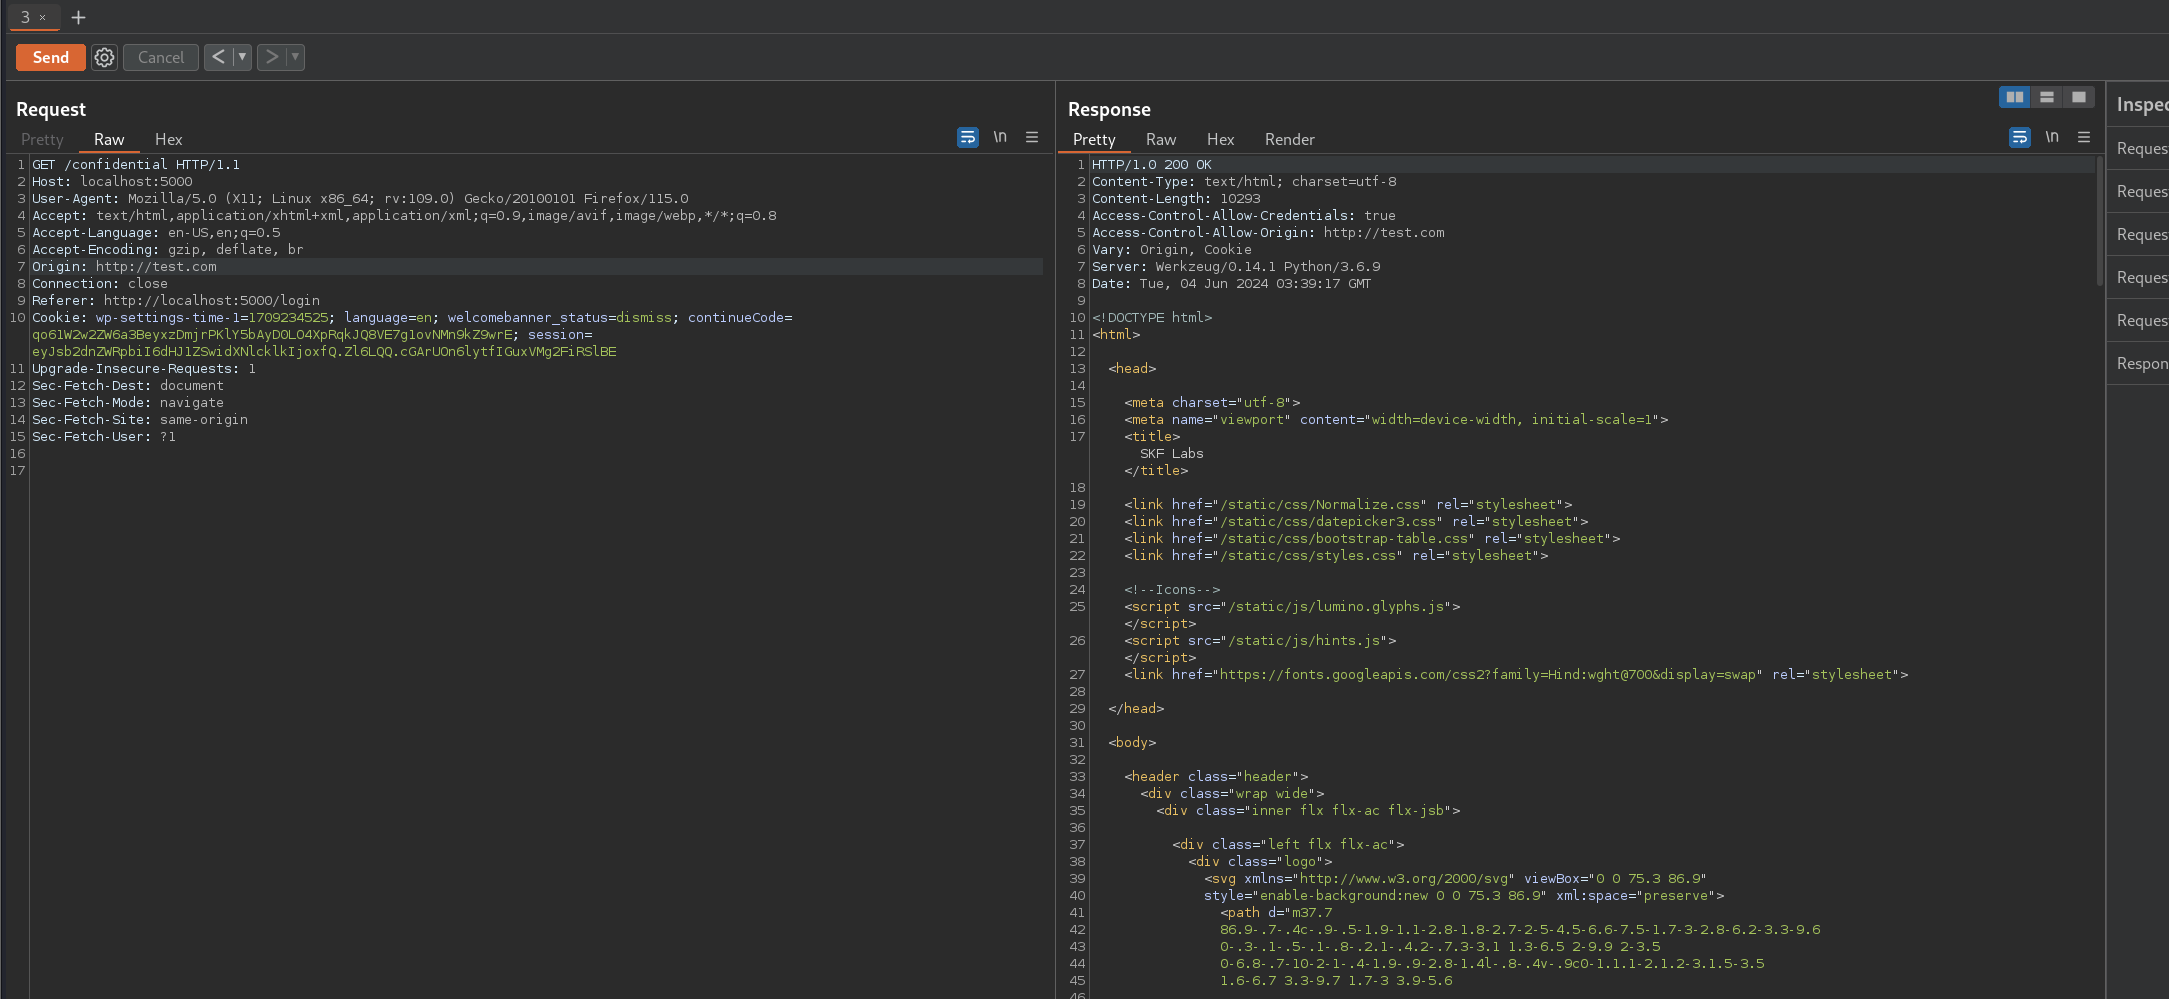 3 × +
Send Cancel < ▼ > ▼
Request
Pretty Raw Hex \n
1 GET /confidential HTTP/1.1
2 Host: localhost:5000
3 User-Agent: Mozilla/5.0 (X11; Linux x86_64; rv:109.0) Gecko/20100101 Firefox/115.0
4 Accept: text/html,application/xhtml+xml,application/xml;q=0.9,image/avif,image/webp,*/*;q=0.8
5 Accept-Language: en-US,en;q=0.5
6 Accept-Encoding: gzip, deflate, br
7 Origin: http://test.com
8 Connection: close
9 Referer: http://localhost:5000/login
10 Cookie: wp-settings-time-1=1709234525; language=en; welcomebanner_status=dismiss; continueCode=
qo61W2w2ZW6a3BeyxzDmjrPKlY5bAyD0LO4XpRqkJQ8VE7g1ovNMn9kZ9wrE; session=
eyJsb2dnZWRpbiI6dHJ1ZSwidXNlcklkIjoxfQ.Zl6LQQ.cGArUOn6lytfIGuxVMg2FiRSlBE
11 Upgrade-Insecure-Requests: 1
12 Sec-Fetch-Dest: document
13 Sec-Fetch-Mode: navigate
14 Sec-Fetch-Site: same-origin
15 Sec-Fetch-User: ?1
16
17
Response
Pretty Raw Hex Render \n
1 HTTP/1.0 200 OK
2 Content-Type: text/html; charset=utf-8
3 Content-Length: 10293
4 Access-Control-Allow-Credentials: true
5 Access-Control-Allow-Origin: http://test.com
6 Vary: Origin, Cookie
7 Server: Werkzeug/0.14.1 Python/3.6.9
8 Date: Tue, 04 Jun 2024 03:39:17 GMT
9
10 <!DOCTYPE html>
11 <html>
12
13 <head>
14
15 <meta charset="utf-8">
16 <meta name="viewport" content="width=device-width, initial-scale=1">
17 <title>
SKF Labs
</title>
18
19 <link href="/static/css/Normalize.css" rel="stylesheet">
20 <link href="/static/css/datepicker3.css" rel="stylesheet">
21 <link href="/static/css/bootstrap-table.css" rel="stylesheet">
22 <link href="/static/css/styles.css" rel="stylesheet">
23
24 <!--Icons-->
25 <script src="/static/js/lumino.glyphs.js">
</script>
26 <script src="/static/js/hints.js">
</script>
27 <link href="https://fonts.googleapis.com/css2?family=Hind:wght@700&display=swap" rel="stylesheet">
28
29 </head>
30
31 <body>
32
33 <header class="header">
34 <div class="wrap wide">
35 <div class="inner flx flx-ac flx-jsb">
36
37 <div class="left flx flx-ac">
38 <div class="logo">
39 <svg xmlns="http://www.w3.org/2000/svg" viewBox="0 0 75.3 86.9"
40 style="enable-background:new 0 0 75.3 86.9" xml:space="preserve">
41 <path d="m37.7
42 86.9-.7-.4c-.9-.5-1.9-1.1-2.8-1.8-2.7-2-5-4.5-6.6-7.5-1.7-3-2.8-6.2-3.3-9.6
43 0-.3-.1-.5-.1-.8-.2.1-.4.2-.7.3-3.1 1.3-6.5 2-9.9 2-3.5
44 0-6.8-.7-10-2-1-.4-1.9-.9-2.8-1.4l-.8-.4v-.9c0-1.1.1-2.1.2-3.1.5-3.5
45 1.6-6.7 3.3-9.7 1.7-3 3.9-5.6
46
Inspec
Reques
Reques
Reques
Reques
Reques
Respon